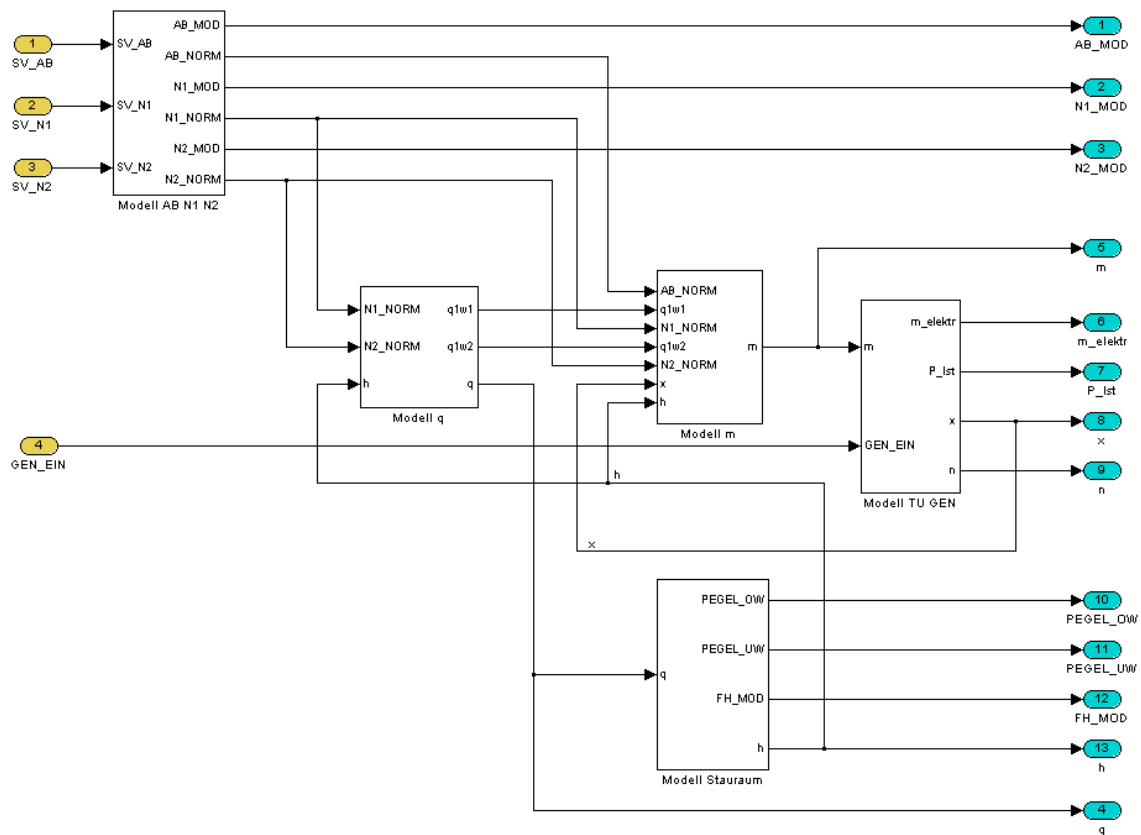 1
SV_AB
2
SV_N1
3
SV_N2
SV_AB
SV_N1
SV_N2
AB_MOD
AB_NORM
N1_MOD
N1_NORM
N2_MOD
N2_NORM
Modell AB N1 N2
1
AB_MOD
2
N1_MOD
3
N2_MOD
N1_NORM
N2_NORM
h
q1w1
q1w2
q
Modell q
AB_NORM
q1w1
N1_NORM
q1w2
N2_NORM
x
h
m
Modell m
m
GEN_EIN
m_elektr
P_Ist
x
n
Modell TU GEN
5
m
6
m_elektr
7
P_Ist
8
x
9
n
4
GEN_EIN
h
x
q
PEGEL_OW
PEGEL_UW
FH_MOD
h
Modell Stauraum
10
PEGEL_OW
11
PEGEL_UW
12
FH_MOD
13
h
4
q